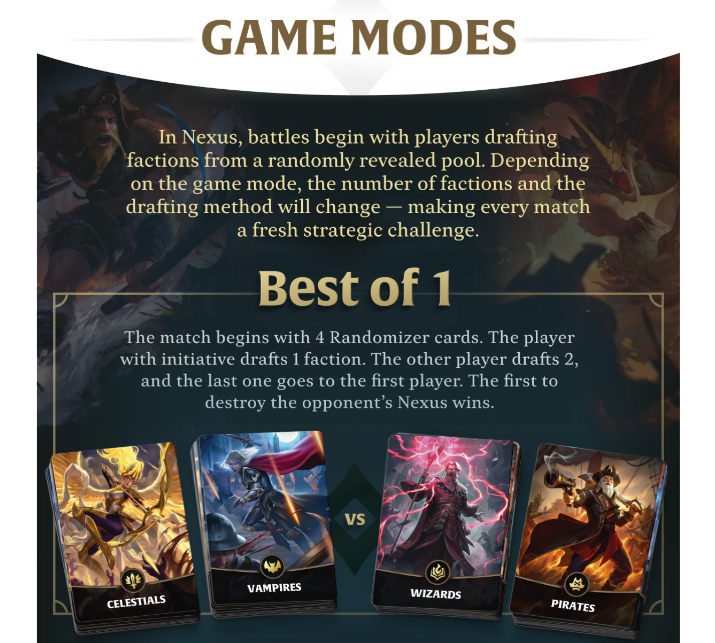 GAME MODES
In Nexus, battles begin with players drafting
factions from a randomly revealed pool. Depending
on the game mode, the number of factions and the
drafting method will change — making every match
a fresh strategic challenge.
Best of 1
The match begins with 4 Randomizer cards. The player
with initiative drafts 1 faction. The other player drafts 2,
and the last one goes to the first player. The first to
destroy the opponent’s Nexus wins.
VS
CELESTIALS
VAMPIRES
WIZARDS
PIRATES